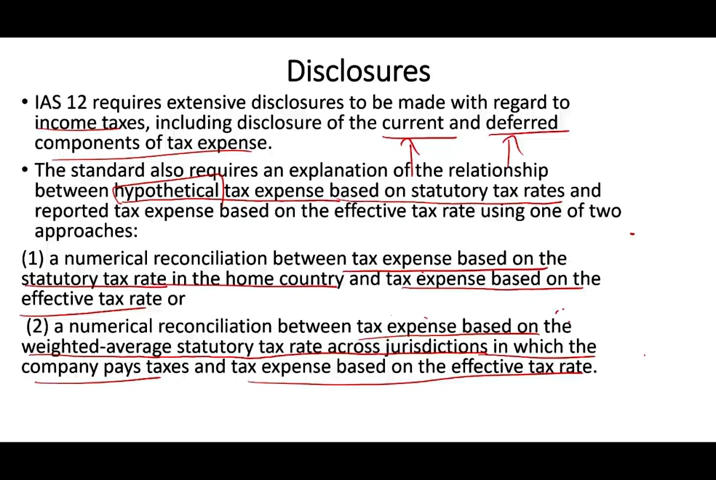 Disclosures
• IAS 12 requires extensive disclosures to be made with regard to
income taxes, including disclosure of the current and deferred
components of tax expense.
• The standard also requires an explanation of the relationship
between hypothetical tax expense based on statutory tax rates and
reported tax expense based on the effective tax rate using one of two
approaches:
(1) a numerical reconciliation between tax expense based on the
statutory tax rate in the home country and tax expense based on the
effective tax rate or
(2) a numerical reconciliation between tax expense based on the
weighted-average statutory tax rate across jurisdictions in which the
company pays taxes and tax expense based on the effective tax rate.